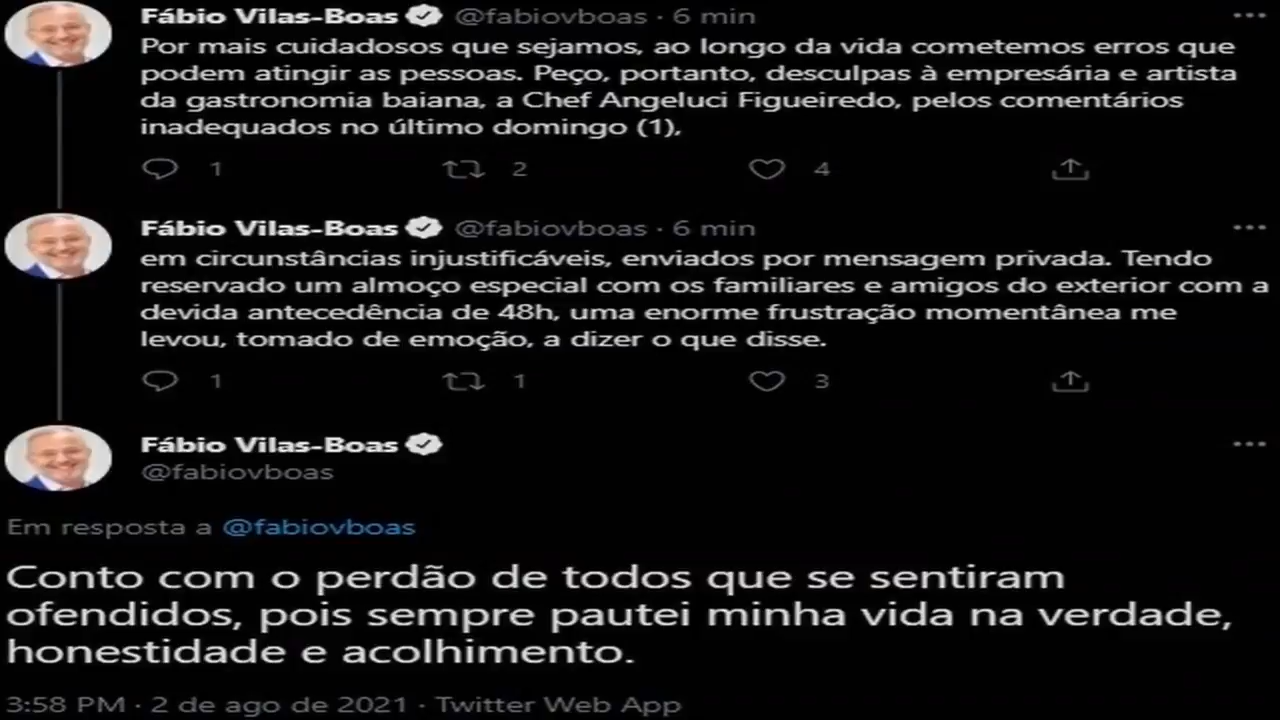 Fábio Vilas-Boas @fabiovboas · 6 min
Por mais cuidadosos que sejamos, ao longo da vida cometemos erros que
podem atingir as pessoas. Peço, portanto, desculpas à empresária e artista
da gastronomia baiana, a Chef Angeluci Figueiredo, pelos comentários
inadequados no último domingo (1),
1 2 4
Fábio Vilas-Boas @fabiovboas · 6 min
em circunstâncias injustificáveis, enviados por mensagem privada. Tendo
reservado um almoço especial com os familiares e amigos do exterior com a
devida antecedência de 48h, uma enorme frustração momentânea me
levou, tomado de emoção, a dizer o que disse.
1 1 3
Fábio Vilas-Boas
@fabiovboas
Em resposta a @fabiovboas
Conto com o perdão de todos que se sentiram
ofendidos, pois sempre pautei minha vida na verdade,
honestidade e acolhimento.
3:58 PM · 2 de ago de 2021 · Twitter Web App